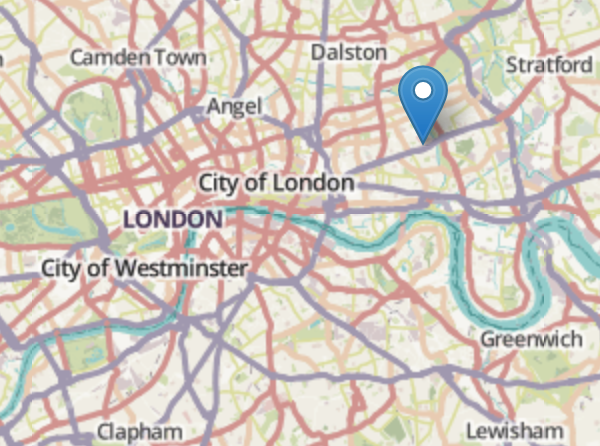 Dalston
Camden Town
Stratford
Angel
City of London
LONDON
City of Westminster
Greenwich
Clapham
Lewisham